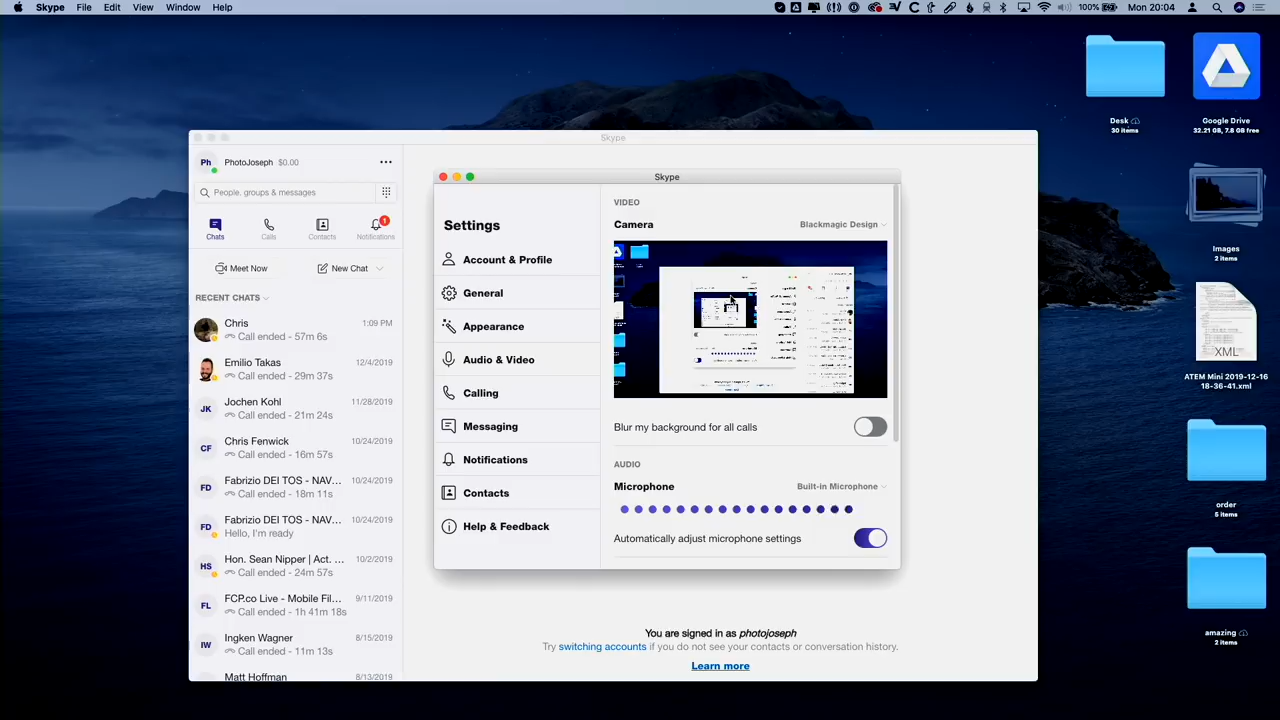 Skype File Edit View Window Help
100% Mon 20:04
Desk
30 items
Google Drive
32.21 GB, 7.8 GB free
Images
2 items
XML
ATEM Mini 2019-12-16
18-36-41.xml
order
5 items
amazing
2 items
Skype
Ph PhotoJoseph $0.00
People, groups & messages
1
Chats Calls Contacts Notifications
Meet Now New Chat
RECENT CHATS
Chris 1:09 PM
Call ended - 57m 6s
Emilio Takas 12/4/2019
Call ended - 29m 37s
JK Jochen Kohl 11/28/2019
Call ended - 21m 24s
CF Chris Fenwick 10/24/2019
Call ended - 16m 57s
FD Fabrizio DEI TOS - NAV... 10/24/2019
Call ended - 18m 11s
FD Fabrizio DEI TOS - NAV... 10/24/2019
Hello, I'm ready
HS Hon. Sean Nipper | Act. ... 10/2/2019
Call ended - 24m 57s
FL FCP.co Live - Mobile Fil... 9/11/2019
Call ended - 1h 41m 18s
IW Ingken Wagner 8/15/2019
Call ended - 11m 13s
Matt Hoffman 8/13/2019
Skype
Settings
Account & Profile
General
Appearance
Audio & Video
Calling
Messaging
Notifications
Contacts
Help & Feedback
VIDEO
Camera Blackmagic Design
Blur my background for all calls
AUDIO
Microphone Built-in Microphone
Automatically adjust microphone settings
You are signed in as photojoseph
Try switching accounts if you do not see your contacts or conversation history.
Learn more